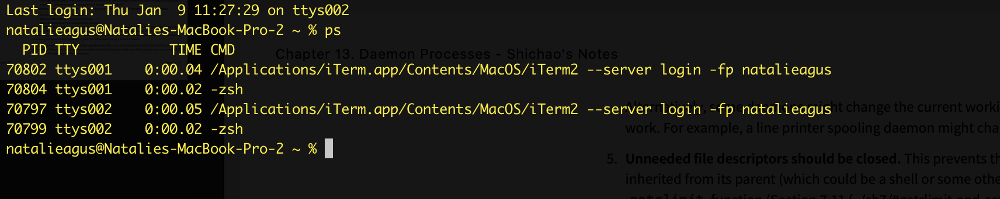 Last login: Thu Jan  9 11:27:29 on ttys002
natalieagus@Natalies-MacBook-Pro-2 ~ % ps
  PID TTY           TIME CMD
Chapter 13. Daemon Processes - Shichao's Notes
70802 ttys001    0:00.04 /Applications/iTerm.app/Contents/MacOS/iTerm2 --server login -fp natalieagus
70804 ttys001    0:00.02 -zsh
70797 ttys002    0:00.05 /Applications/iTerm.app/Contents/MacOS/iTerm2 --server login -fp natalieagus
Alternatively, some might change the current worki
70799 ttys002    0:00.02 -zsh
work. For example, a line printer spooling daemon might cha
natalieagus@Natalies-MacBook-Pro-2 ~ %
5. Unneeded file descriptors should be closed. This prevents th
inherited from its parent (which could be a shell or some othe
function (Section